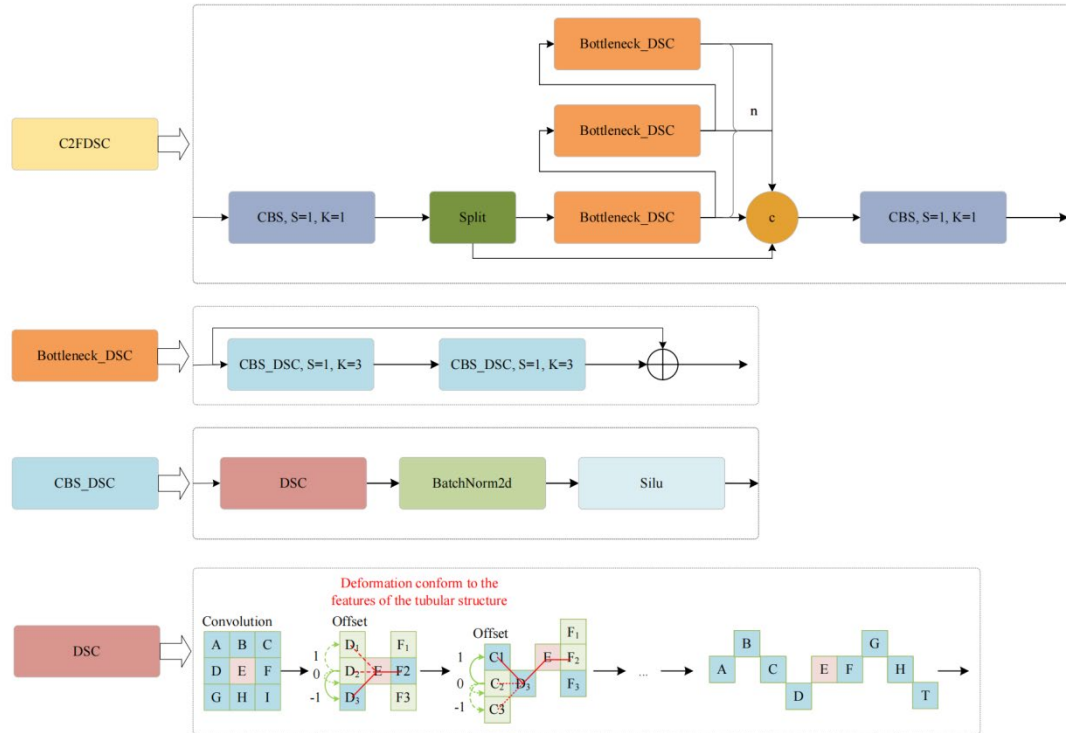 Bottleneck_DSC
n
Bottleneck_DSC
C2FDSC
CBS, S=1, K=1
Split
Bottleneck_DSC
c
CBS, S=1, K=1
Bottleneck_DSC
CBS_DSC, S=1, K=3
CBS_DSC, S=1, K=3
CBS_DSC
DSC
BatchNorm2d
Silu
Deformation conform to the
features of the tubular structure
DSC
Convolution
A B C
D E F
G H I
Offset
1
0
-1
D₁
D₂
D₃
E
F₁
F2
F3
Offset
1
0
-1
C1
C₂
C3
D₃
E
F₁
F₂
F₃
...
A
B
C
D
E
F
G
H
T